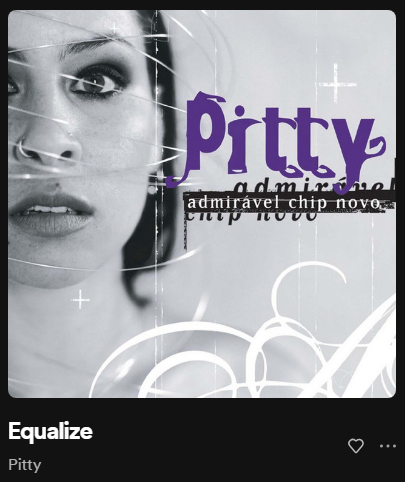 Pitty
admirável
admirável chip novo
chip novo
Equalize
Pitty